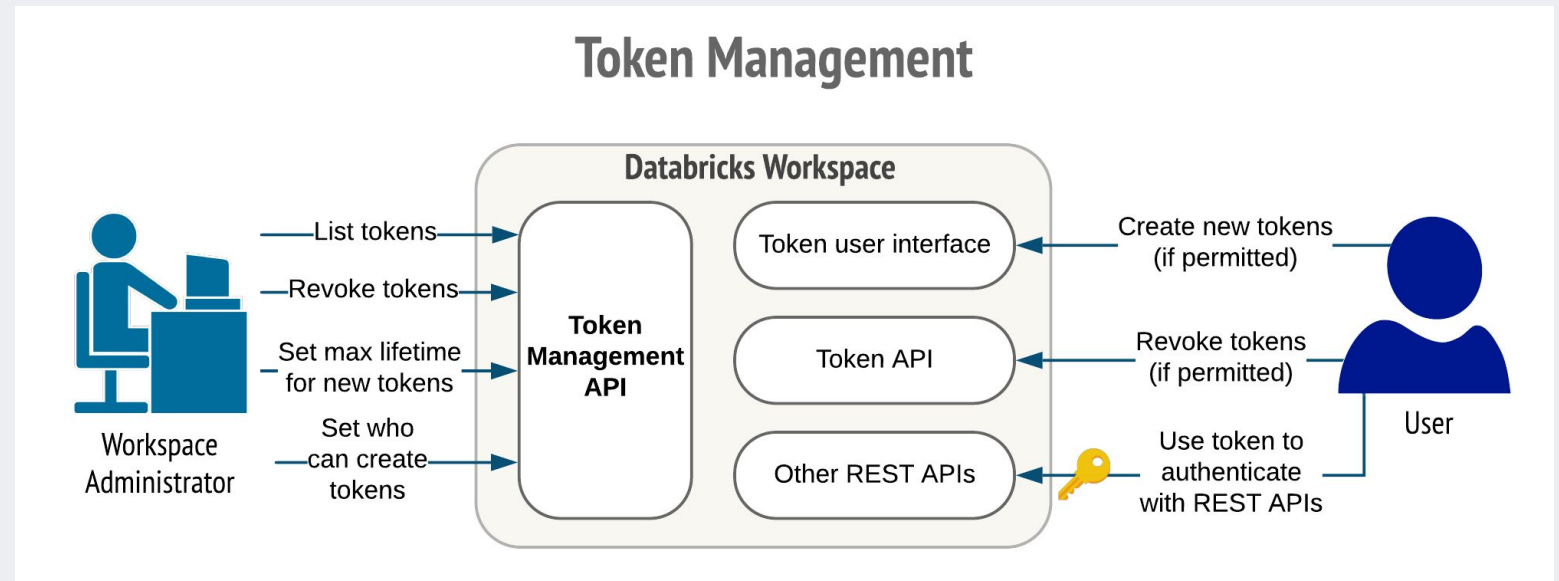 Token Management
Databricks Workspace
List tokens
Revoke tokens
Set max lifetime
for new tokens
Set who
can create
tokens
Workspace
Administrator
Token
Management
API
Token user interface
Token API
Other REST APIs
Create new tokens
(if permitted)
Revoke tokens
(if permitted)
Use token to
authenticate
with REST APIs
User